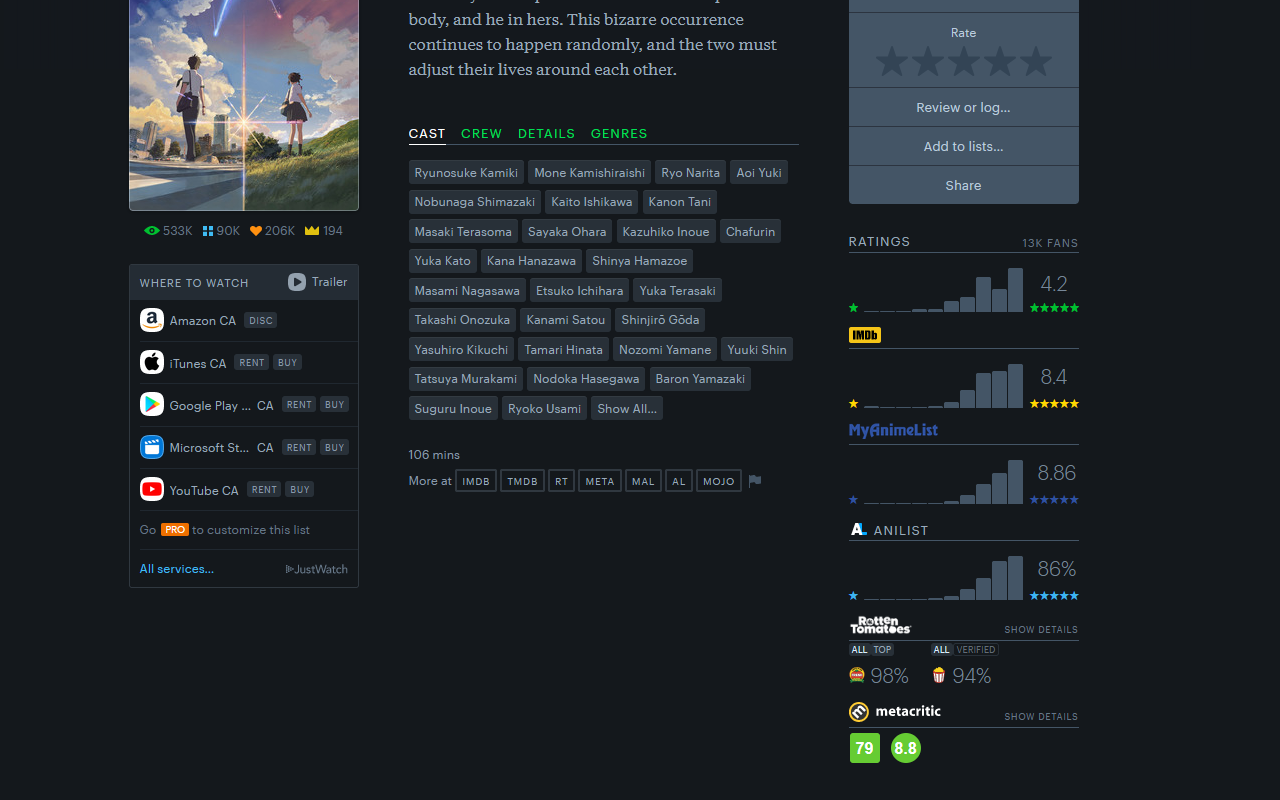 body, and he in hers. This bizarre occurrence
continues to happen randomly, and the two must
adjust their lives around each other.
533K 90K 206K 194
WHERE TO WATCH Trailer
Amazon CA DISC
iTunes CA RENT BUY
Google Play ... CA RENT BUY
Microsoft St... CA RENT BUY
YouTube CA RENT BUY
Go PRO to customize this list
All services... JustWatch
CAST CREW DETAILS GENRES
Ryunosuke Kamiki Mone Kamishiraishi Ryo Narita Aoi Yuki
Nobunaga Shimazaki Kaito Ishikawa Kanon Tani
Masaki Terasoma Sayaka Ohara Kazuhiko Inoue Chafurin
Yuka Kato Kana Hanazawa Shinya Hamazoe
Masami Nagasawa Etsuko Ichihara Yuka Terasaki
Takashi Onozuka Kanami Satou Shinjirō Gōda
Yasuhiro Kikuchi Tamari Hinata Nozomi Yamane Yuuki Shin
Tatsuya Murakami Nodoka Hasegawa Baron Yamazaki
Suguru Inoue Ryoko Usami Show All...
106 mins
More at IMDB TMDB RT META MAL AL MOJO
Rate
Review or log...
Add to lists...
Share
RATINGS 13K FANS
4.2
IMDb
8.4
MyAnimeList
8.86
AL ANILIST
86%
Rotten Tomatoes SHOW DETAILS
ALL TOP ALL VERIFIED
98% 94%
metacritic SHOW DETAILS
79 8.8